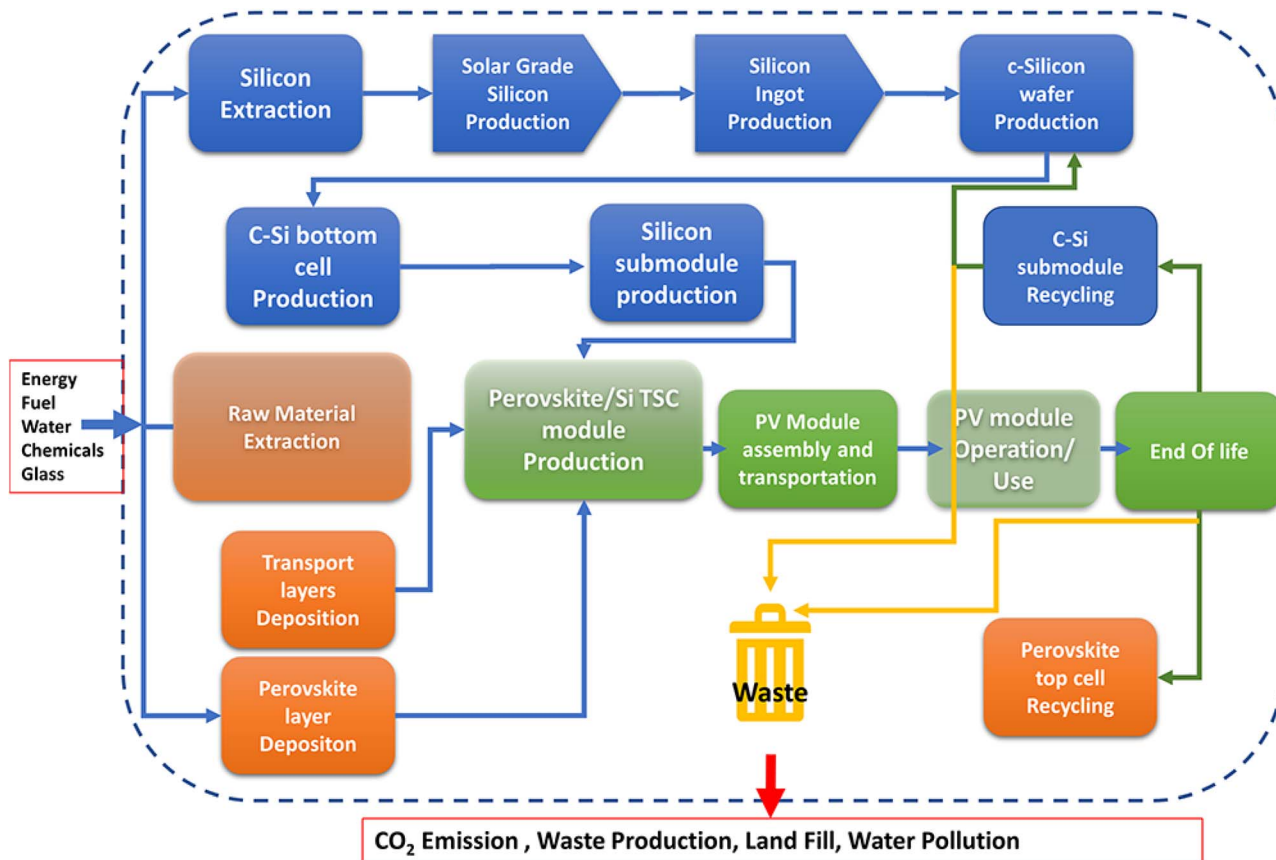 Silicon
Extraction
Solar Grade
Silicon
Production
Silicon
Ingot
Production
c-Silicon
wafer
Production
C-Si bottom
cell
Production
Silicon
submodule
production
C-Si
submodule
Recycling
Energy
Fuel
Water
Chemicals
Glass
Raw Material
Extraction
Perovskite/Si TSC
module
Production
PV Module
assembly and
transportation
PV module
Operation/
Use
End Of life
Transport
layers
Deposition
Perovskite
layer
Depositon
Waste
Perovskite
top cell
Recycling
CO₂ Emission , Waste Production, Land Fill, Water Pollution